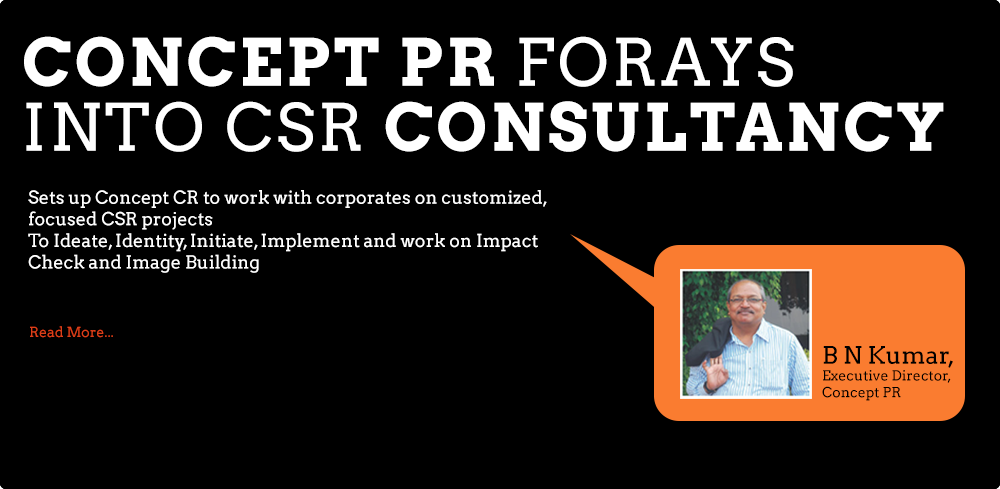 CONCEPT PR FORAYS
INTO CSR CONSULTANCY
Sets up Concept CR to work with corporates on customized,
focused CSR projects
To Ideate, Identity, Initiate, Implement and work on Impact
Check and Image Building
Read More...
B N Kumar,
Executive Director,
Concept PR